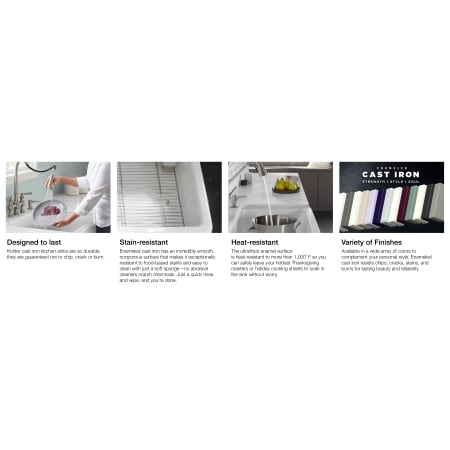 ENAMELED
CAST IRON
STRENGTH | STYLE | SOUL
Designed to last
Kohler cast iron kitchen sinks are so durable,
they are guaranteed not to chip, crack or burn.
Stain-resistant
Enameled cast iron has an incredibly smooth,
nonporous surface that makes it exceptionally
resistant to food-based stains and easy to
clean with just a soft sponge—no abrasive
cleaners or harsh chemicals. Just a quick rinse
and wipe, and you're done.
Heat-resistant
The ultra-thick enamel surface
is heat-resistant to more than 1,000° F so you
can safely leave your hottest Thanksgiving
roasters or holiday cooking sheets to soak in
the sink without worry.
Variety of Finishes
Available in a wide array of colors to
complement your personal style. Enameled
cast iron resists chips, cracks, stains, and
burns for lasting beauty and reliability.